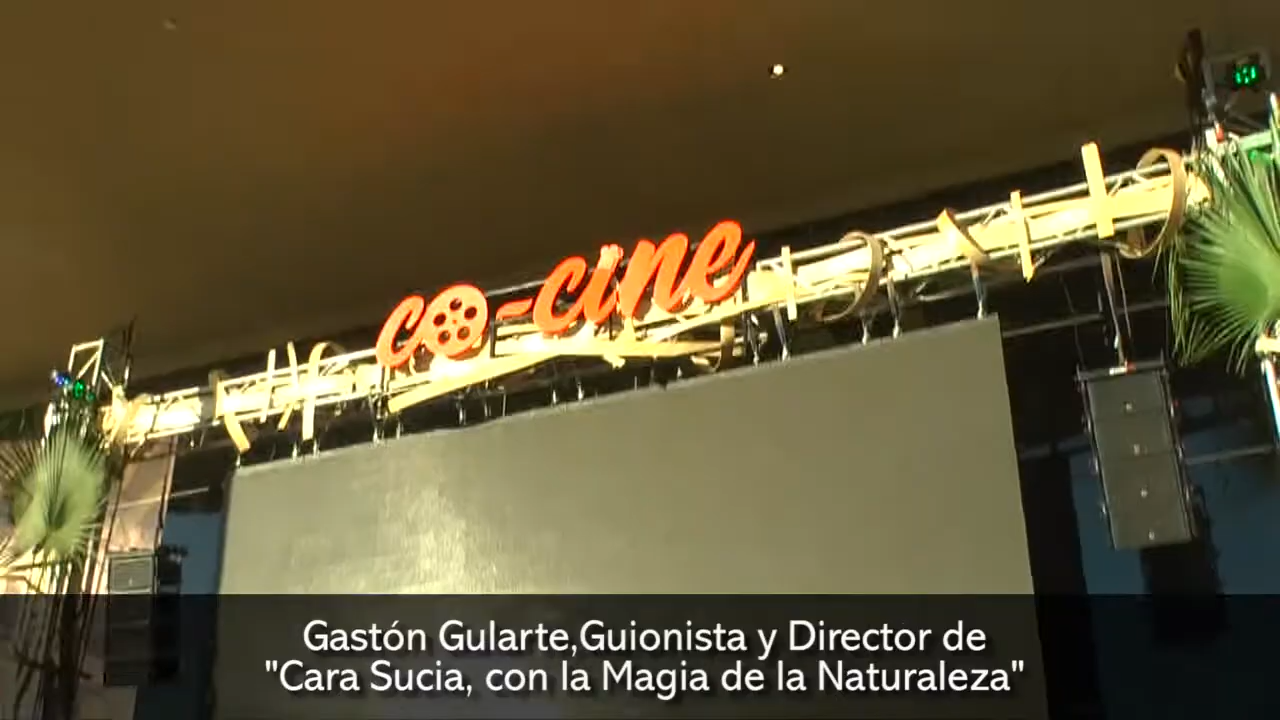 co-cine
Gastón Gularte,Guionista y Director de
"Cara Sucia, con la Magia de la Naturaleza"